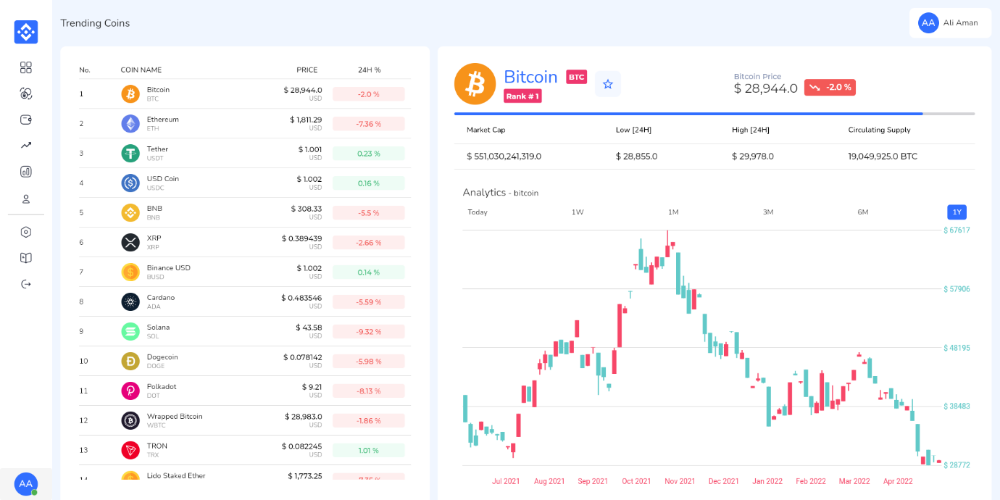 Trending Coins
AA Ali Aman
No. COIN NAME PRICE 24H %
1 Bitcoin $ 28,944.0 -2.0 %
BTC USD
2 Ethereum $ 1,811.29 -7.36 %
ETH USD
3 Tether $ 1.001 0.23 %
USDT USD
4 USD Coin $ 1.002 0.16 %
USDC USD
5 BNB $ 308.33 -5.5 %
BNB USD
6 XRP $ 0.389439 -2.66 %
XRP USD
7 Binance USD $ 1.002 0.14 %
BUSD USD
8 Cardano $ 0.483546 -5.59 %
ADA USD
9 Solana $ 43.58 -9.32 %
SOL USD
10 Dogecoin $ 0.078142 -5.98 %
DOGE USD
11 Polkadot $ 9.21 -8.13 %
DOT USD
12 Wrapped Bitcoin $ 28,983.0 -1.86 %
WBTC USD
13 TRON $ 0.082245 1.01 %
TRX USD
14 Lido Staked Ether $ 1,773.25
AA
Bitcoin BTC
Rank # 1
Bitcoin Price
$ 28,944.0 -2.0 %
Market Cap Low [24H] High [24H] Circulating Supply
$ 551,030,241,319.0 $ 28,855.0 $ 29,978.0 19,049,925.0 BTC
Analytics - bitcoin
Today 1W 1M 3M 6M 1Y
$ 67617
$ 57906
$ 48195
$ 38483
$ 28772
Jul 2021 Aug 2021 Sep 2021 Oct 2021 Nov 2021 Dec 2021 Jan 2022 Feb 2022 Mar 2022 Apr 2022